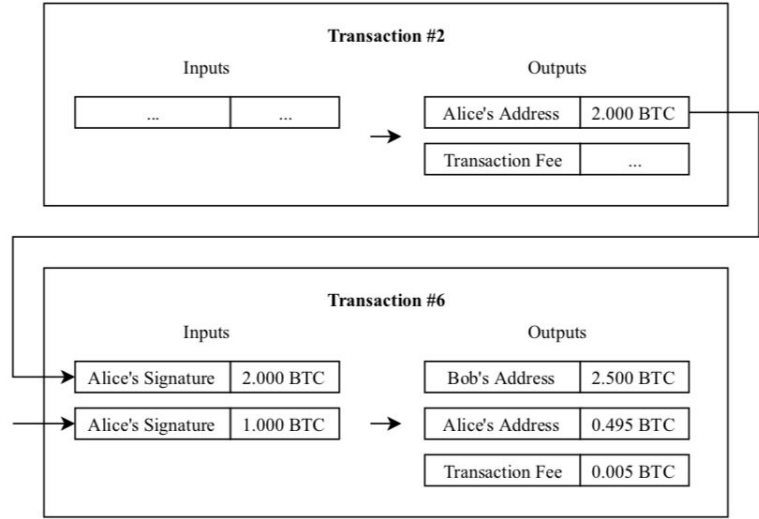 Transaction #2
Inputs Outputs
... ... Alice's Address 2.000 BTC
Transaction Fee ...
Transaction #6
Inputs Outputs
Alice's Signature 2.000 BTC Bob's Address 2.500 BTC
Alice's Signature 1.000 BTC Alice's Address 0.495 BTC
Transaction Fee 0.005 BTC